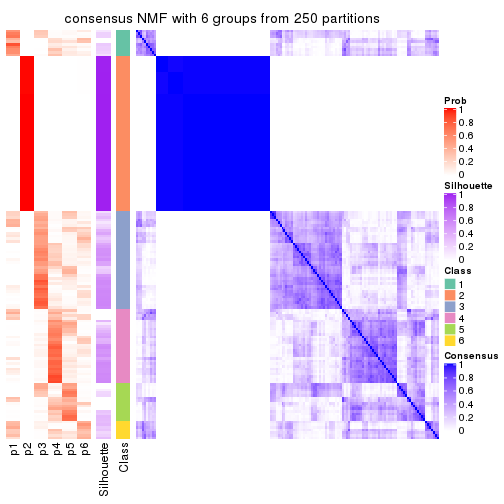 consensus NMF with 6 groups from 250 partitions
Prob
1
0.8
0.6
0.4
0.2
0
Silhouette
1
0.8
0.6
0.4
0.2
0
Class
1
2
3
4
5
6
Consensus
1
0.8
0.6
0.4
0.2
0
p1
p2
p3
p4
p5
p6
Silhouette
Class